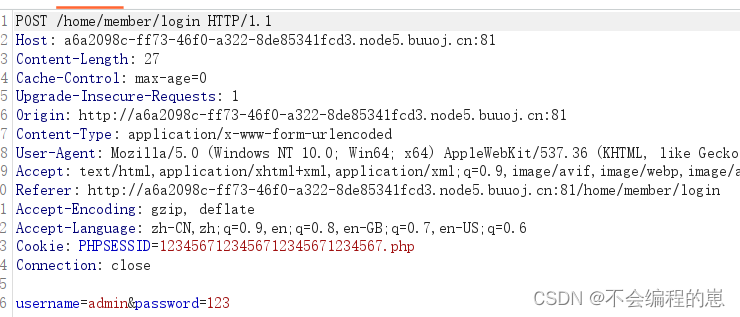 1 POST /home/member/login HTTP/1.1
2 Host: a6a2098c-ff73-46f0-a322-8de85341fcd3.node5.buuoj.cn:81
3 Content-Length: 27
4 Cache-Control: max-age=0
5 Upgrade-Insecure-Requests: 1
6 Origin: http://a6a2098c-ff73-46f0-a322-8de85341fcd3.node5.buuoj.cn:81
7 Content-Type: application/x-www-form-urlencoded
8 User-Agent: Mozilla/5.0 (Windows NT 10.0; Win64; x64) AppleWebKit/537.36 (KHTML, like Gecko
9 Accept: text/html,application/xhtml+xml,application/xml;q=0.9,image/avif,image/webp,image/a
0 Referer: http://a6a2098c-ff73-46f0-a322-8de85341fcd3.node5.buuoj.cn:81/home/member/login
1 Accept-Encoding: gzip, deflate
2 Accept-Language: zh-CN,zh;q=0.9,en;q=0.8,en-GB;q=0.7,en-US;q=0.6
3 Cookie: PHPSESSID=1234567123456712345671234567.php
4 Connection: close
5
6 username=admin&password=123
CSDN @不会编程的崽